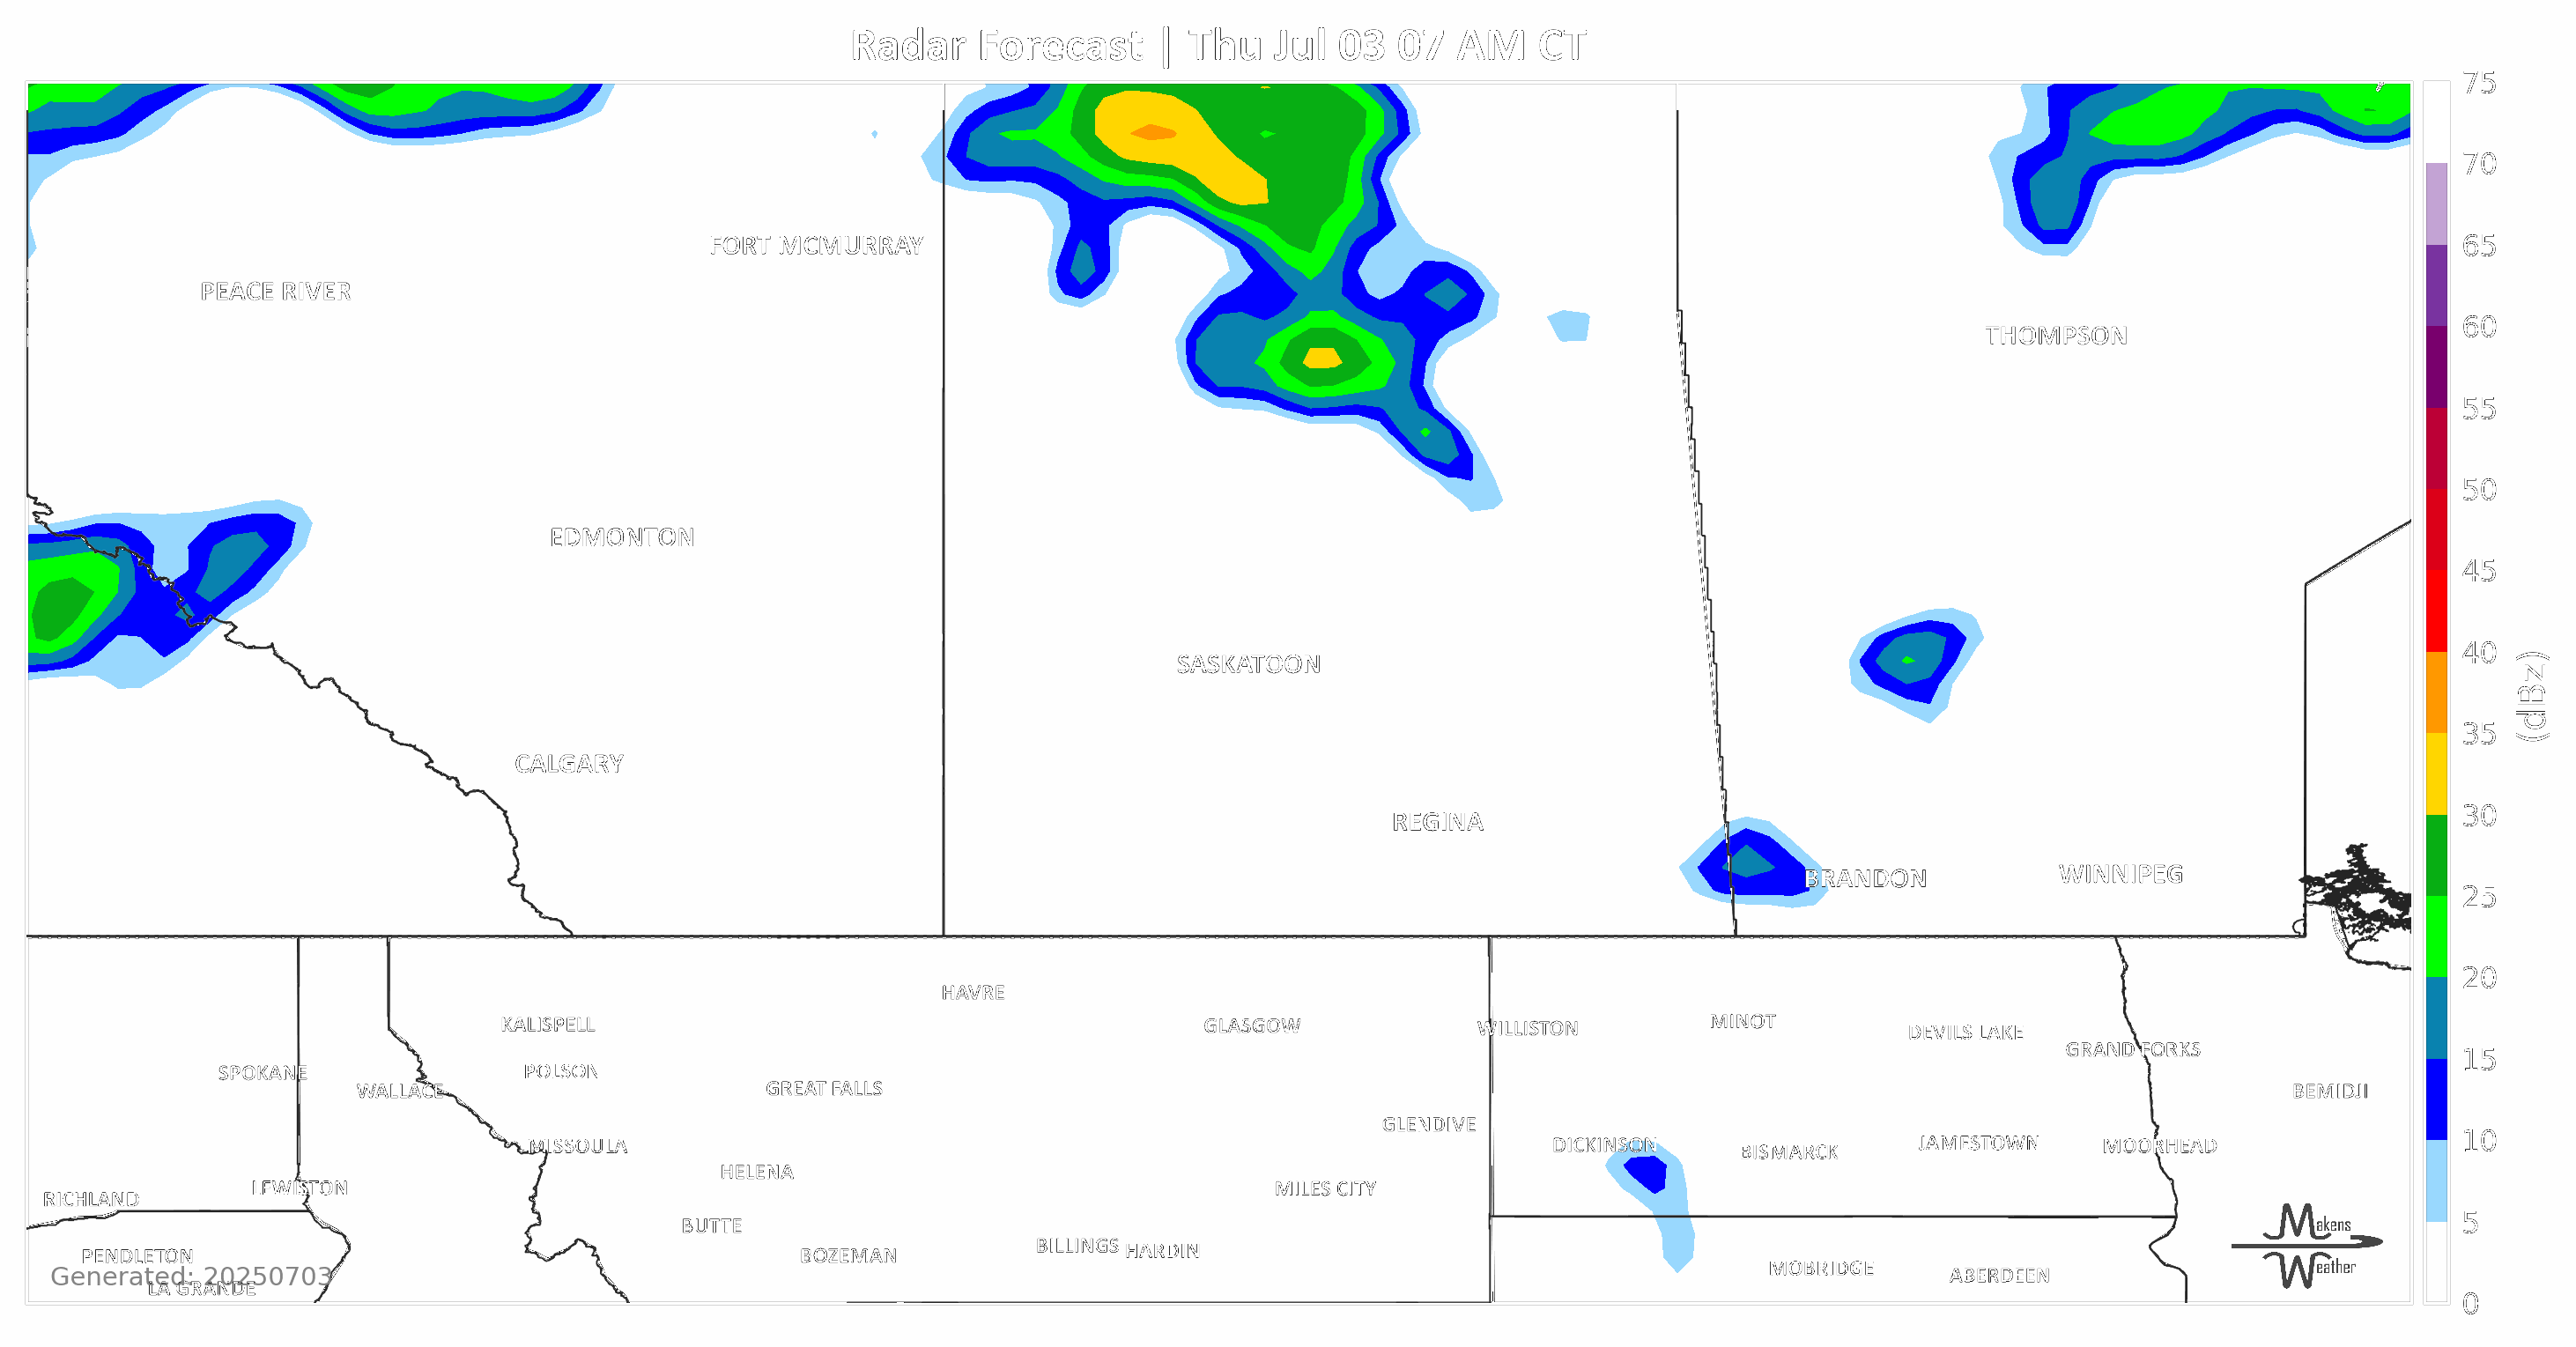 Radar Forecast | Thu Jul 03 07 AM CT
75
70
FORT MCMURRAY
65
PEACE RIVER
THOMPSON
60
55
50
EDMONTON
45
SASKATOON
40
(dBz)
35
CALGARY
REGINA
30
BRANDON
WINNIPEG
25
HAVRE
20
KALISPELL
GLASGOW
WILLISTON
MINOT
DEVILS LAKE
GRAND FORKS
15
SPOKANE
POLSON
WALLACE
GREAT FALLS
BEMIDJI
GLENDIVE
10
MISSOULA
DICKINSON
BISMARCK
JAMESTOWN
MOORHEAD
HELENA
LEWISTON
MILES CITY
RICHLAND
BUTTE
5
Makens
Weather
BILLINGS
HARDIN
PENDLETON
BOZEMAN
MOBRIDGE
ABERDEEN
Generated: 20250703
LA GRANDE
0